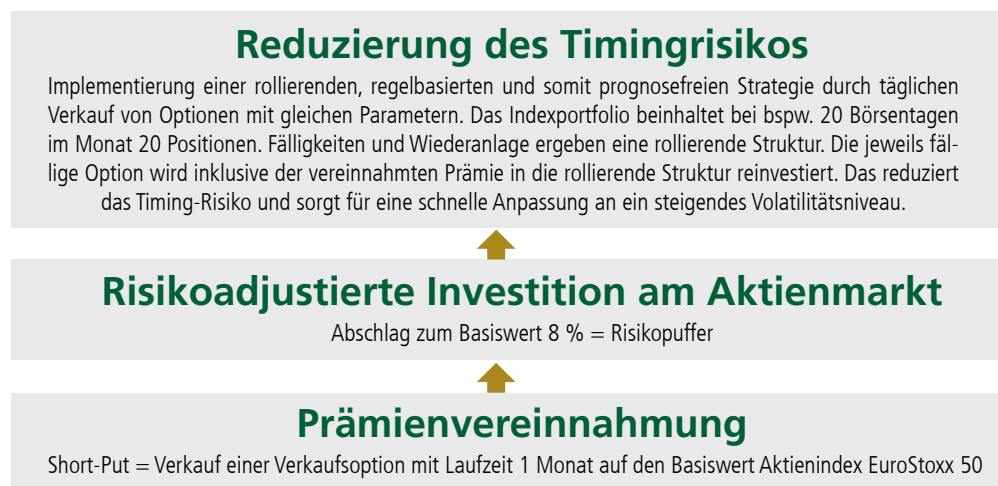 Reduzierung des Timingrisikos
Implementierung einer rollierenden, regelbasierten und somit prognosefreien Strategie durch täglichen
Verkauf von Optionen mit gleichen Parametern. Das Indexportfolio beinhaltet bei bspw. 20 Börsentagen
im Monat 20 Positionen. Fälligkeiten und Wiederanlage ergeben eine rollierende Struktur. Die jeweils fäl-
lige Option wird inklusive der vereinnahmten Prämie in die rollierende Struktur reinvestiert. Das reduziert
das Timing-Risiko und sorgt für eine schnelle Anpassung an ein steigendes Volatilitätsniveau.
Risikoadjustierte Investition am Aktienmarkt
Abschlag zum Basiswert 8 % = Risikopuffer
Prämienvereinnahmung
Short-Put = Verkauf einer Verkaufsoption mit Laufzeit 1 Monat auf den Basiswert Aktienindex EuroStoxx 50